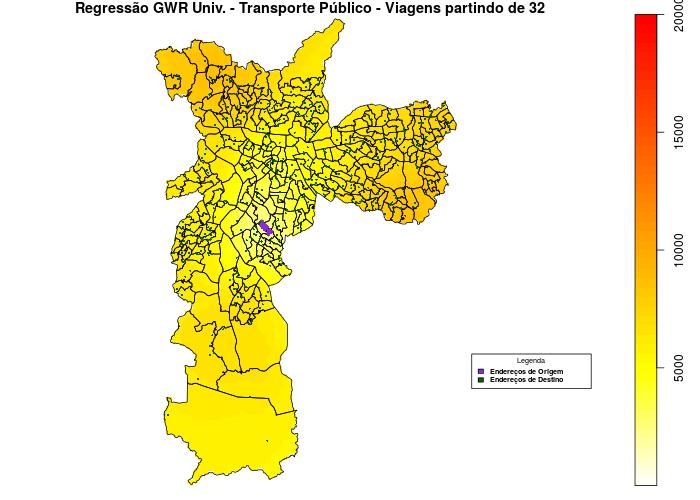 Regressão GWR Univ. - Transporte Público - Viagens partindo de 32
20000
15000
10000
5000
Legenda
Endereços de Origem
Endereços de Destino